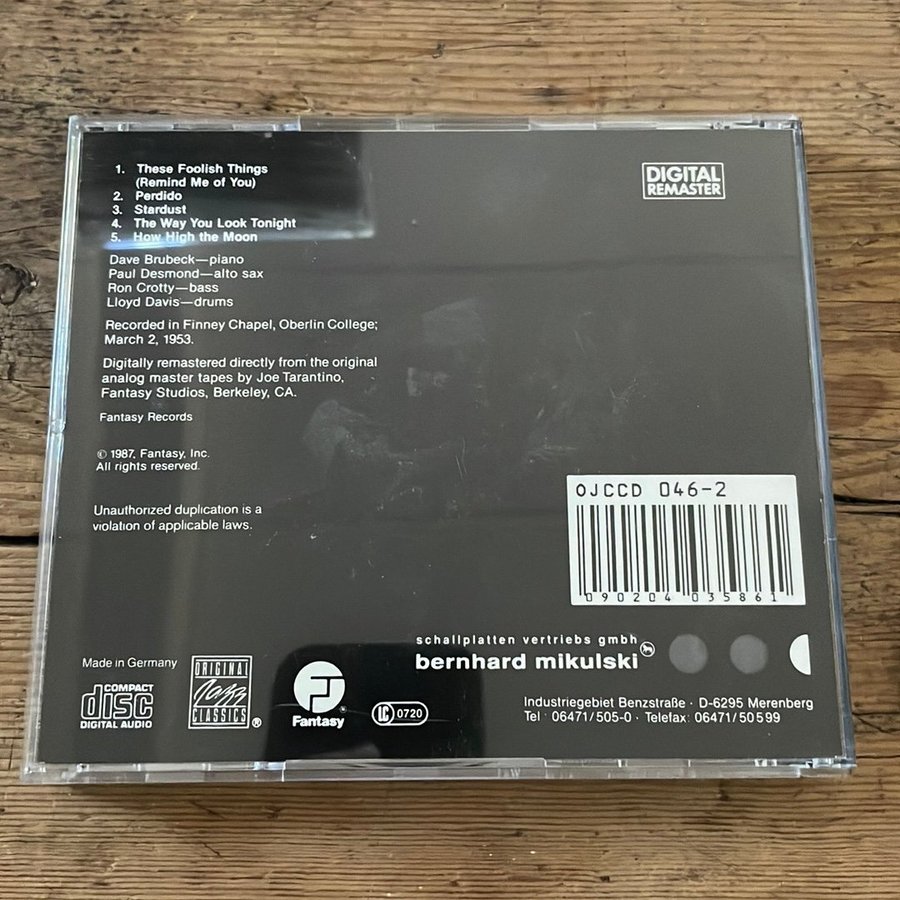 1. These Foolish Things
(Remind Me of You)
2. Perdido
3. Stardust
4. The Way You Look Tonight
5. How High the Moon
DIGITAL
REMASTER
Dave Brubeck—piano
Paul Desmond—alto sax
Ron Crotty—bass
Lloyd Davis—drums
Recorded in Finney Chapel, Oberlin College;
March 2, 1953.
Digitally remastered directly from the original
analog master tapes by Joe Tarantino,
Fantasy Studios, Berkeley, CA.
Fantasy Records
© 1987, Fantasy, Inc.
All rights reserved.
Unauthorized duplication is a
violation of applicable laws.
OJCCD 046-2
090204 035861
schallplatten vertriebs gmbh
bernhard mikulski
Industriegebiet Benzstraße · D-6295 Merenberg
Tel · 06471/505-0 · Telefax: 06471/50599
Made in Germany
COMPACT
disc
DIGITAL AUDIO
ORIGINAL
Jazz
CLASSICS ®
Fantasy
LC 0720